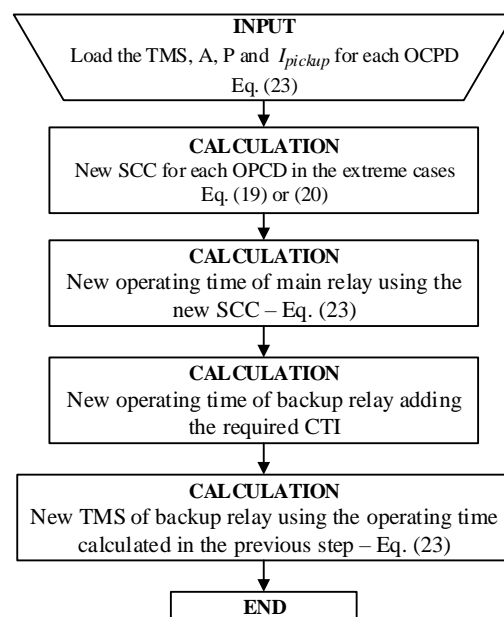 INPUT
Load the TMS, A, P and I_pickup for each OCPD
Eq. (23)
CALCULATION
New SCC for each OPCD in the extreme cases
Eq. (19) or (20)
CALCULATION
New operating time of main relay using the
new SCC – Eq. (23)
CALCULATION
New operating time of backup relay adding
the required CTI
CALCULATION
New TMS of backup relay using the operating time
calculated in the previous step – Eq. (23)
END